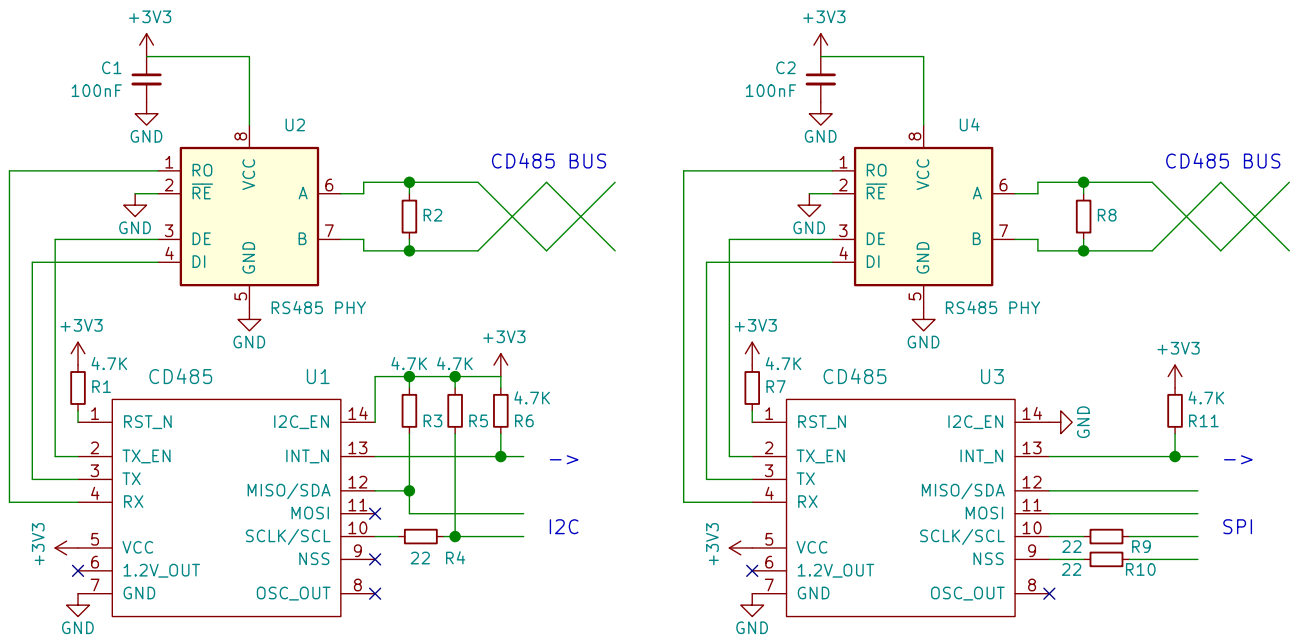 +3V3
C1
100nF
GND
U2
8
VCC
1
RO
2
RE
GND
3
DE
4
DI
GND
5
A
6
B
7
RS485 PHY
GND
R2
CD485 BUS
+3V3
4.7K
R1
CD485
U1
1
RST_N
2
TX_EN
3
TX
4
RX
+3V3
5
VCC
6
1.2V_OUT
7
GND
GND
I2C_EN
14
INT_N
13
MISO/SDA
12
MOSI
11
SCLK/SCL
10
NSS
9
OSC_OUT
8
4.7K
4.7K
+3V3
4.7K
R3
R5
R6
22
R4
->
I2C
+3V3
C2
100nF
GND
U4
8
VCC
1
RO
2
RE
GND
3
DE
4
DI
GND
5
A
6
B
7
RS485 PHY
GND
R8
CD485 BUS
+3V3
4.7K
R7
CD485
U3
1
RST_N
2
TX_EN
3
TX
4
RX
+3V3
5
VCC
6
1.2V_OUT
7
GND
GND
I2C_EN
14
GND
INT_N
13
MISO/SDA
12
MOSI
11
SCLK/SCL
10
NSS
9
OSC_OUT
8
+3V3
4.7K
R11
->
SPI
22
R9
22
R10